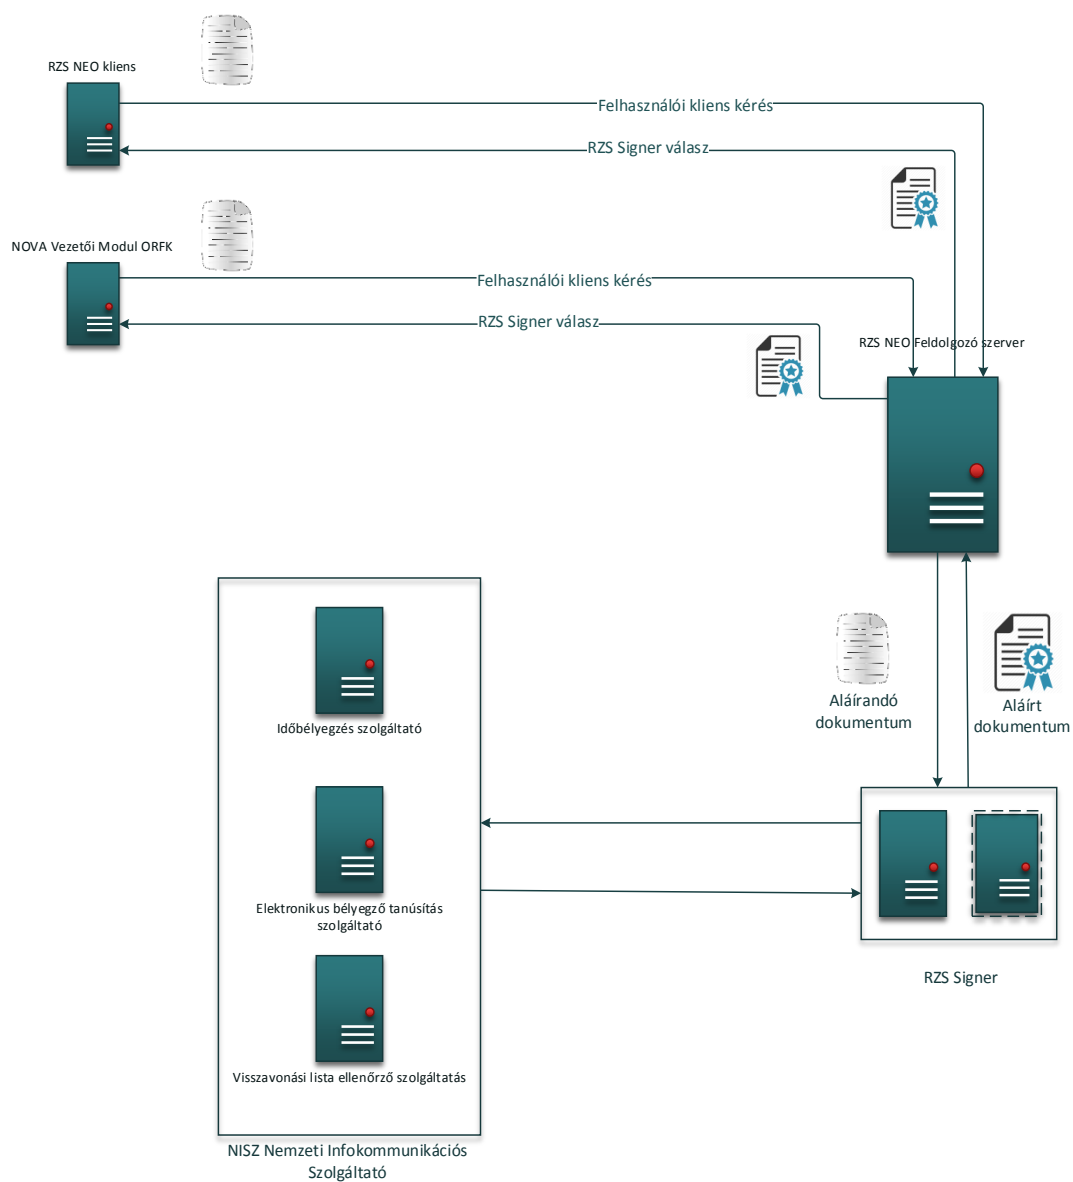 RZS NEO kliens
Felhasználói kliens kérés
RZS Signer válasz
NOVA Vezetői Modul ORFK
Felhasználói kliens kérés
RZS Signer válasz
RZS NEO Feldolgozó szerver
Aláírandó
dokumentum
Aláírt
dokumentum
Időbélyegzés szolgáltató
Elektronikus bélyegző tanúsítás
szolgáltató
RZS Signer
Visszavonási lista ellenőrző szolgáltatás
NISZ Nemzeti Infokommunikációs
Szolgáltató